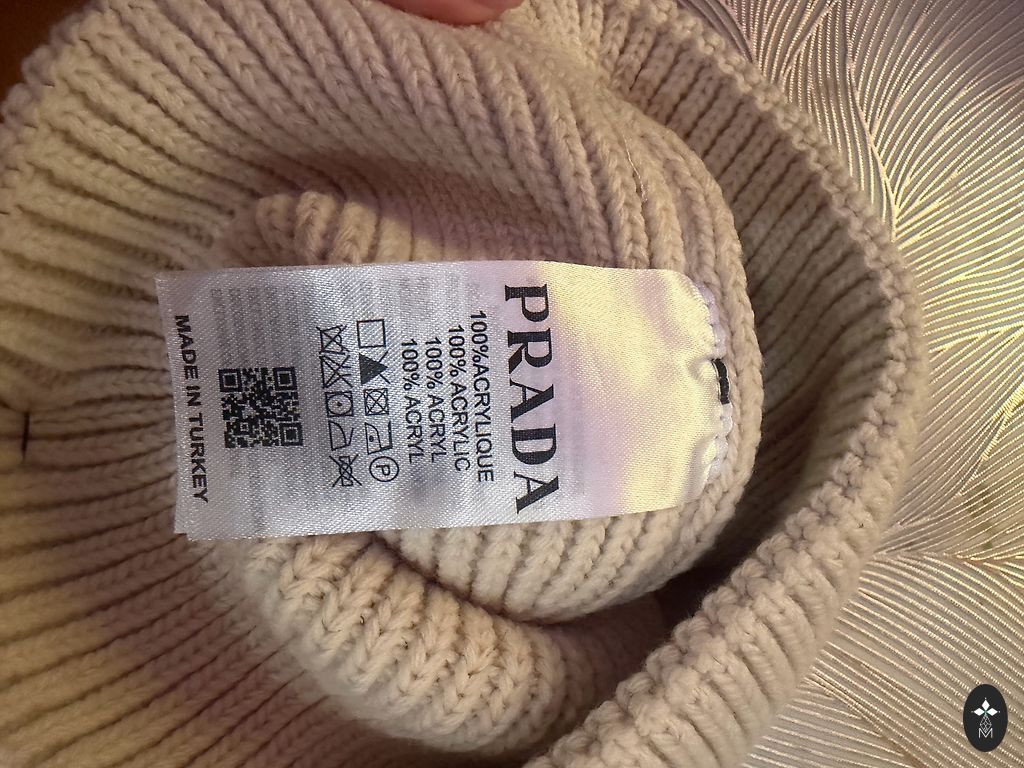 PRADA
100%ACRYLIQUE
100% ACRYLIC
100% ACRYL
100% ACRYL
P
MADE IN TURKEY